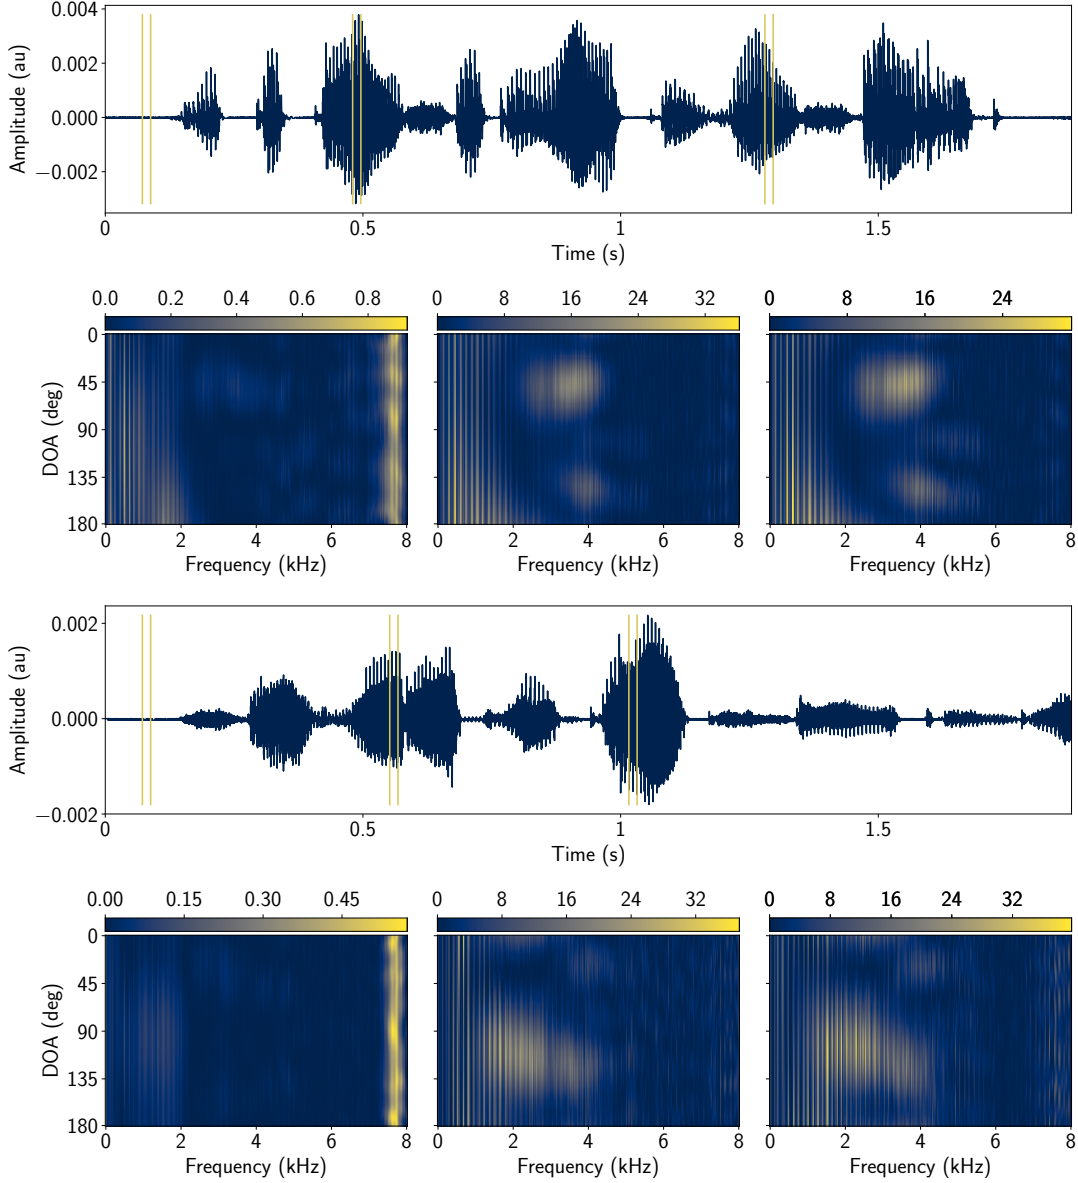 0.004
0.002
0.000
−0.002
Amplitude (au)
0 0.5 1 1.5
Time (s)
0.0 0.2 0.4 0.6 0.8 0 8 16 24 32 0 8 16 24
0
45
90
135
180
DOA (deg)
0 2 4 6 8 0 2 4 6 8 0 2 4 6 8
Frequency (kHz) Frequency (kHz) Frequency (kHz)
0.002
0.000
−0.002
Amplitude (au)
0 0.5 1 1.5
Time (s)
0.00 0.15 0.30 0.45 0 8 16 24 32 0 8 16 24 32
0
45
90
135
180
DOA (deg)
0 2 4 6 8 0 2 4 6 8 0 2 4 6 8
Frequency (kHz) Frequency (kHz) Frequency (kHz)